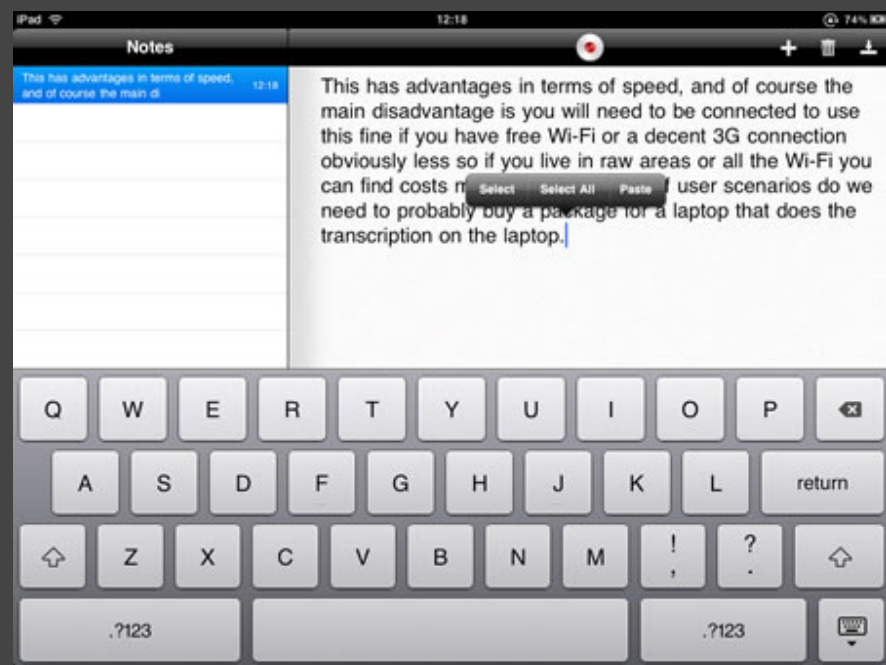 iPad 12:18 74%
Notes
This has advantages in terms of speed,
and of course the main di
12:18
This has advantages in terms of speed, and of course the
main disadvantage is you will need to be connected to use
this fine if you have free Wi-Fi or a decent 3G connection
obviously less so if you live in raw areas or all the Wi-Fi you
can find costs user scenarios do we
Select Select All Paste
need to probably buy a package for a laptop that does the
transcription on the laptop.
Q W E R T Y U I O P
A S D F G H J K L return
Z X C V B N M ! , ? .
.?123 .?123